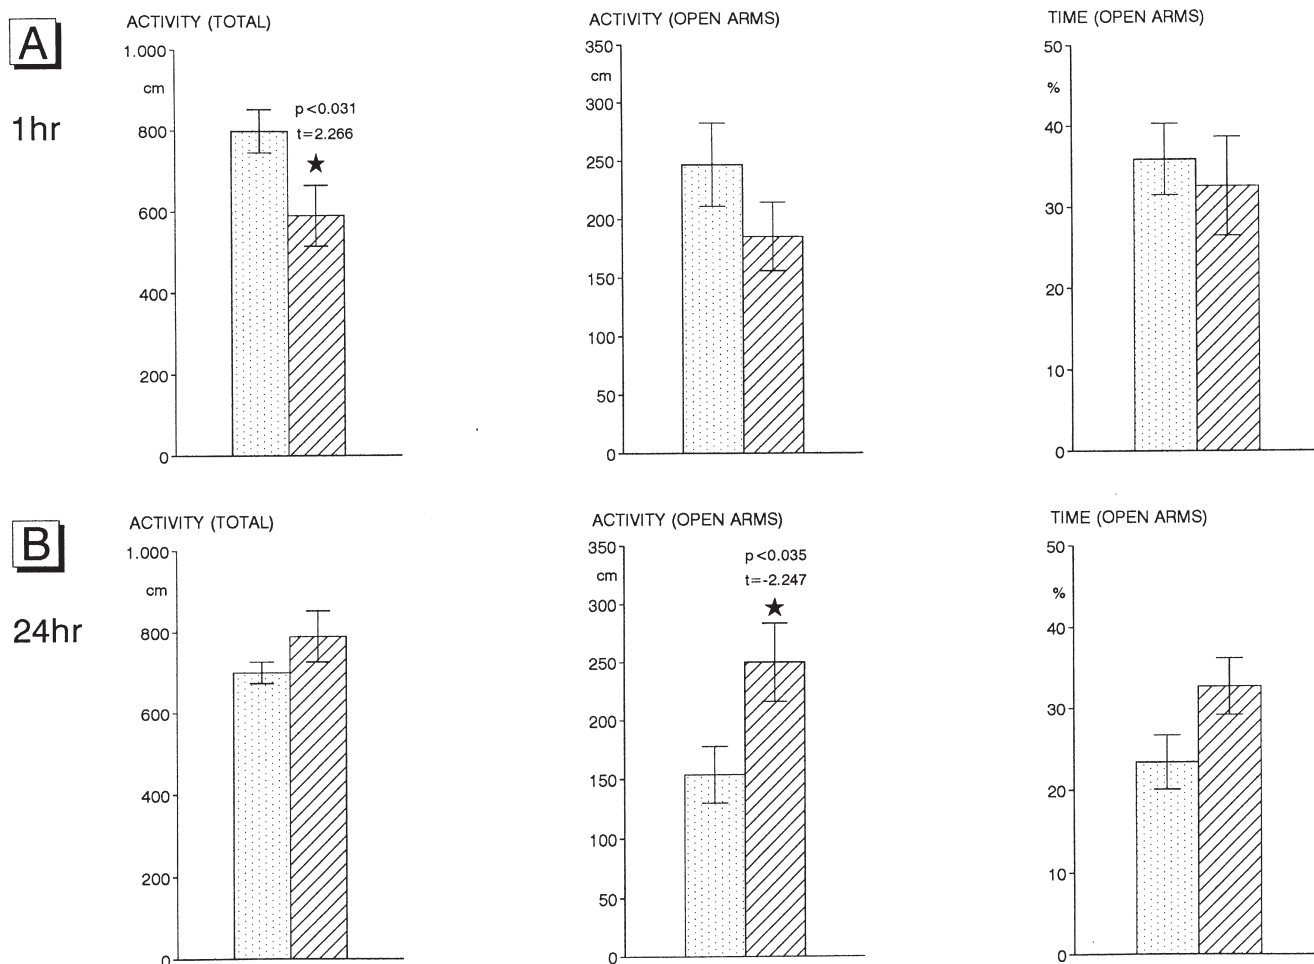 A
1hr
ACTIVITY (TOTAL)
1.000
cm
800
600
400
200
0
p<0.031
t=2.266
★
ACTIVITY (OPEN ARMS)
350
cm
300
250
200
150
100
50
0
TIME (OPEN ARMS)
50
%
40
30
20
10
0
B
24hr
ACTIVITY (TOTAL)
1.000
cm
800
600
400
200
0
ACTIVITY (OPEN ARMS)
350
cm
300
250
200
150
100
50
0
p<0.035
t=-2.247
★
TIME (OPEN ARMS)
50
%
40
30
20
10
0